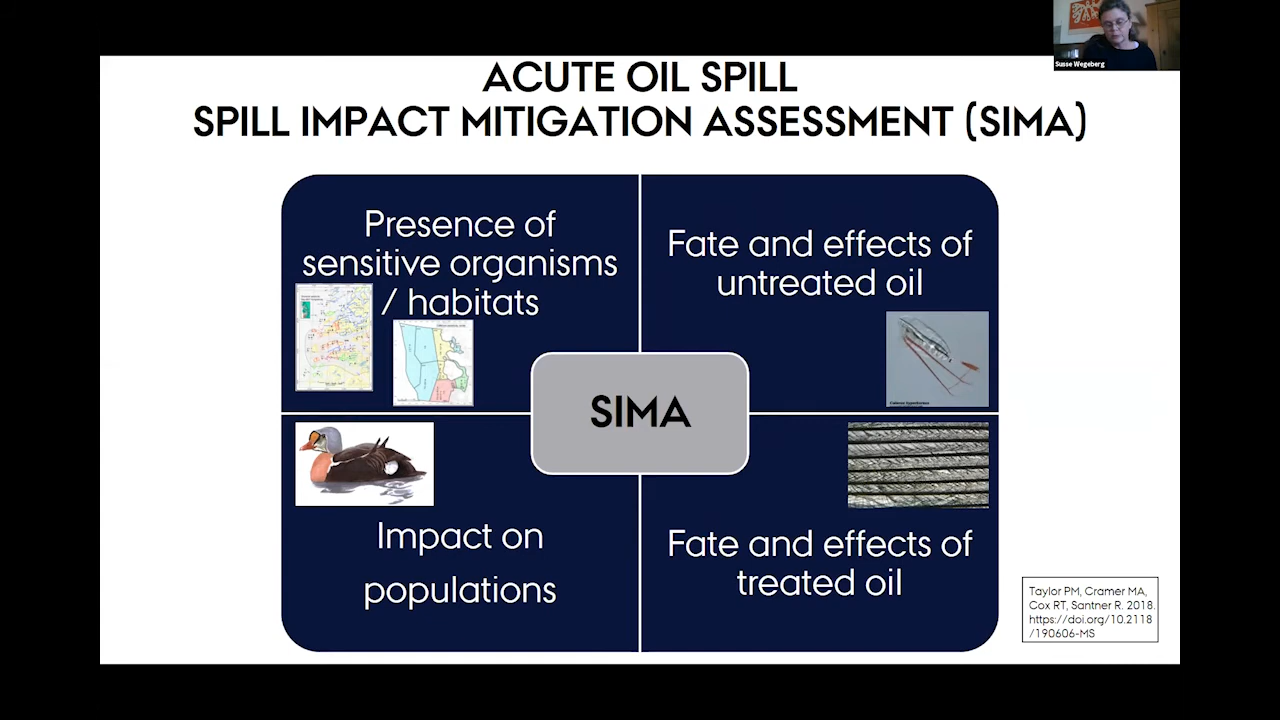 Susse Wegeberg
ACUTE OIL SPILL
SPILL IMPACT MITIGATION ASSESSMENT (SIMA)
Presence of
sensitive organisms
/ habitats
Fate and effects of
untreated oil
SIMA
Impact on
populations
Fate and effects of
treated oil
Taylor PM, Cramer MA,
Cox RT, Santner R. 2018.
https://doi.org/10.2118
/190606-MS